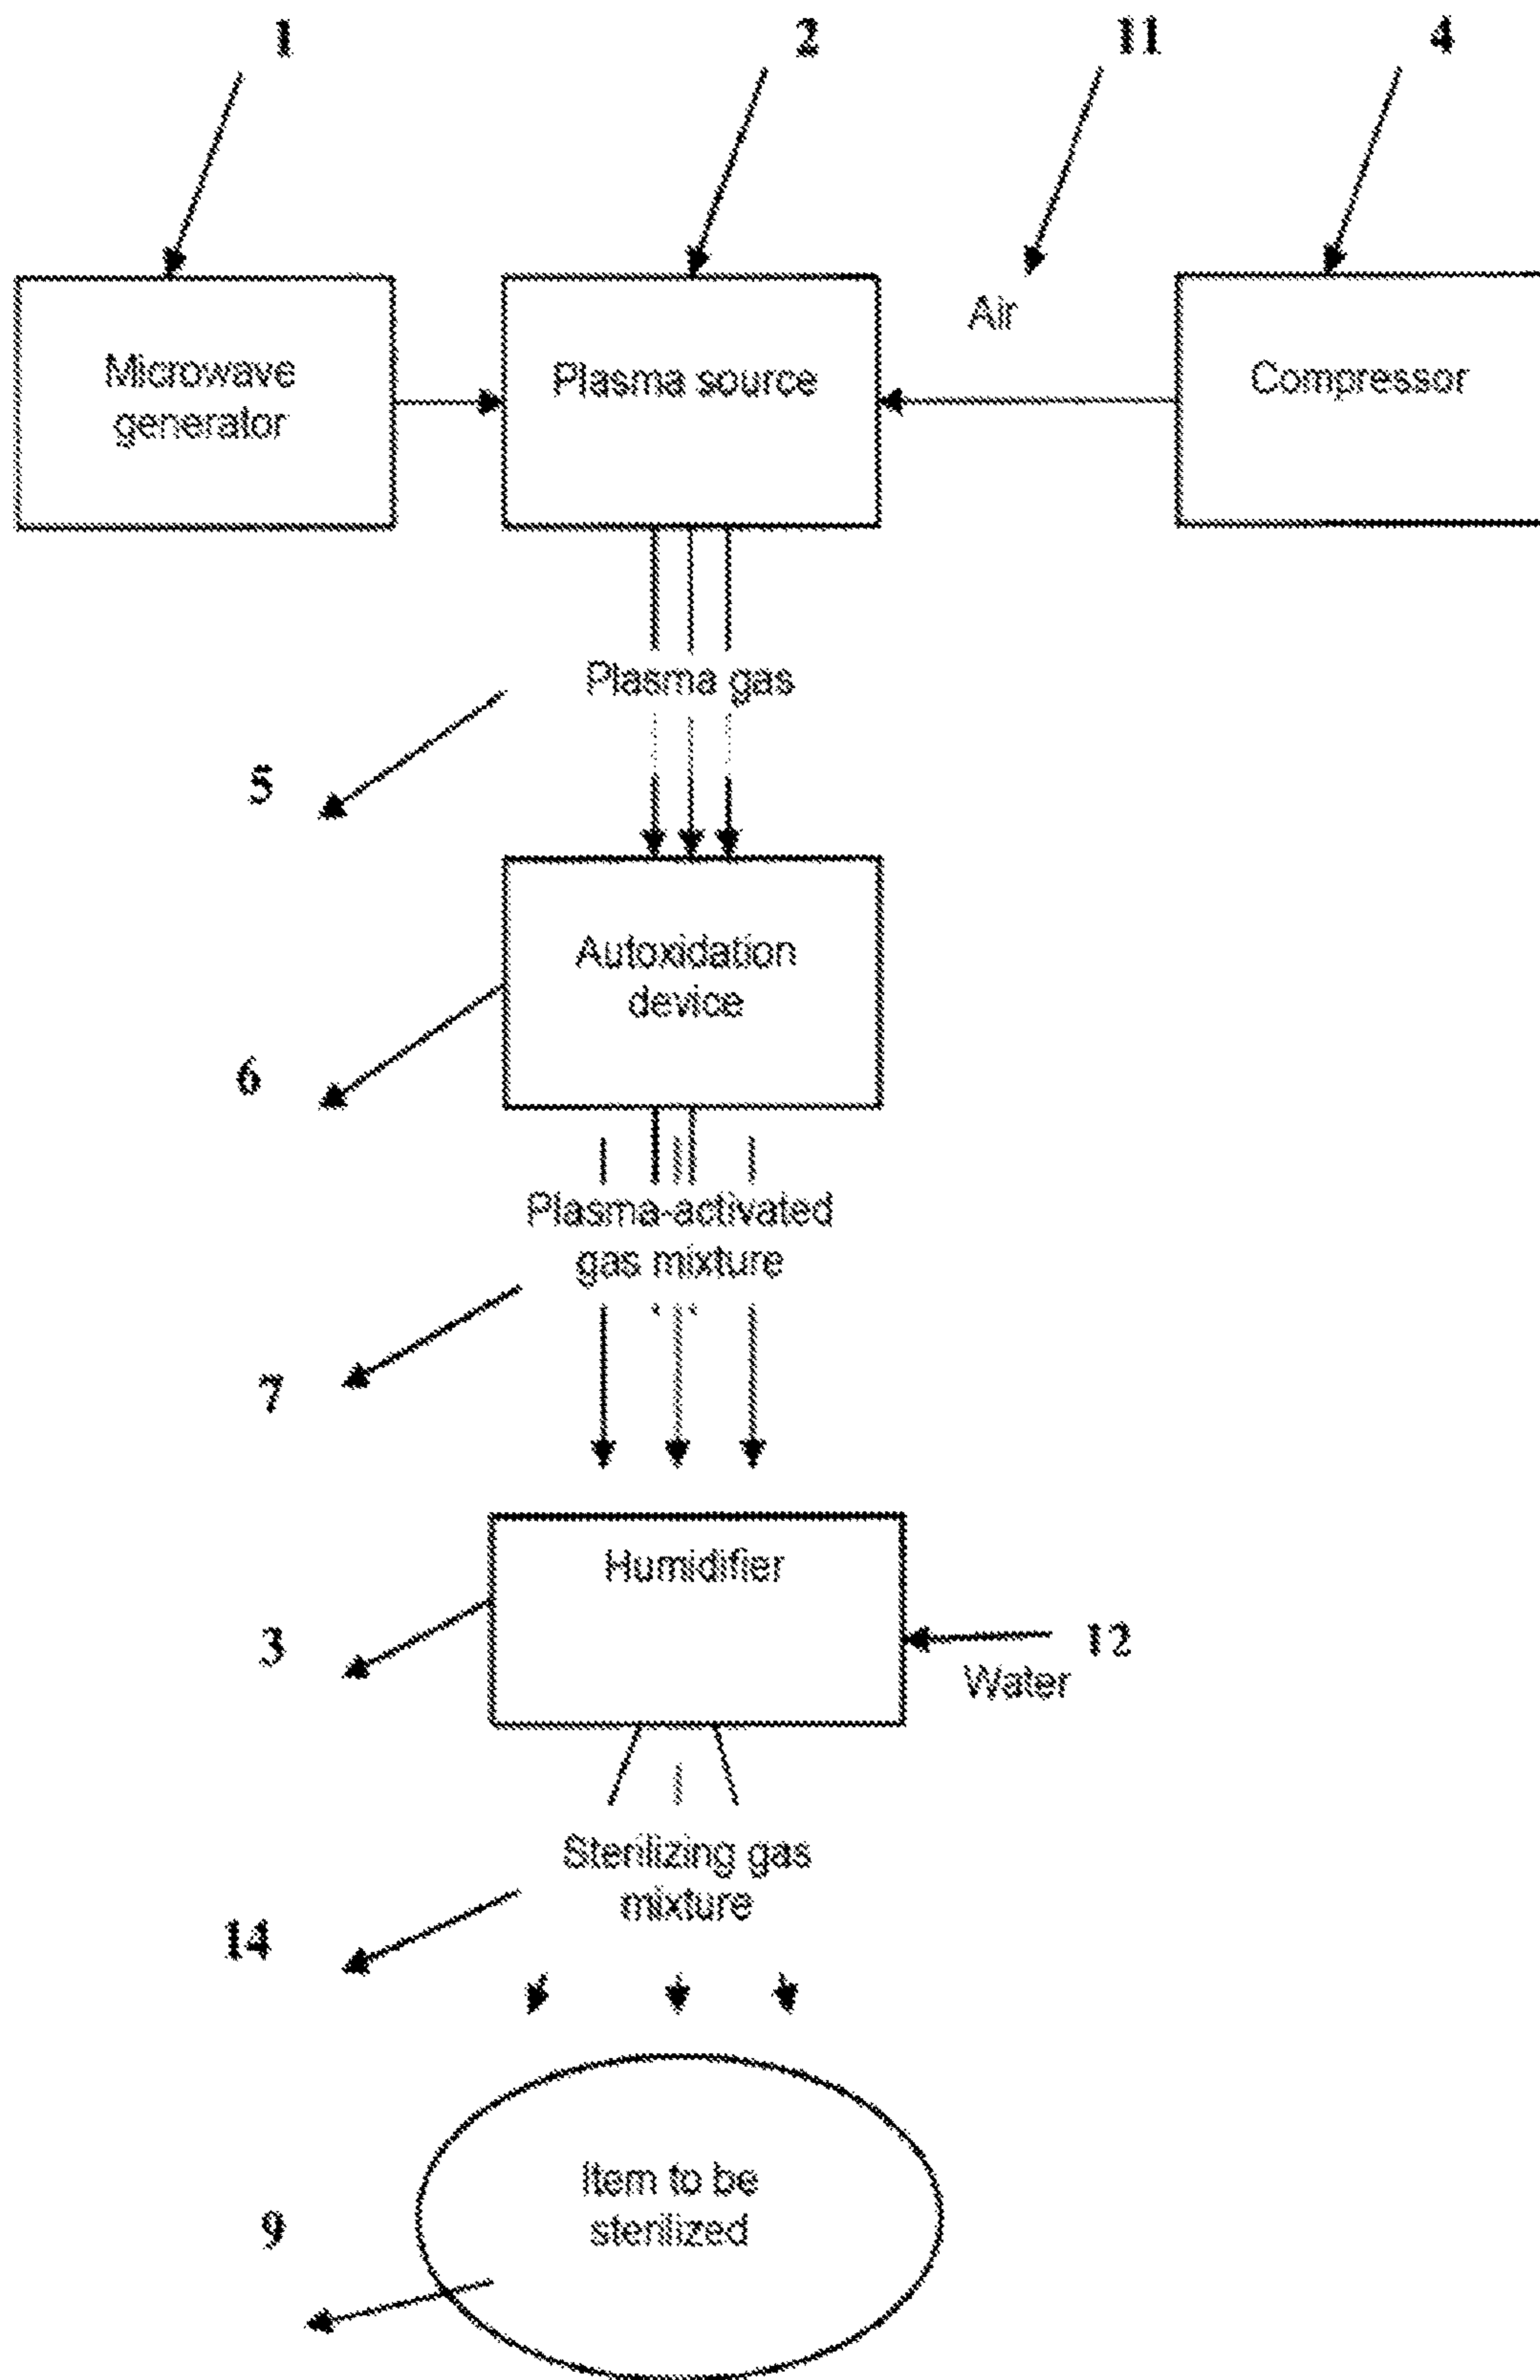 1
2
11
4
Microwave
generator
Plasma source
Air
Compressor
Plasma gas
5
Autoxidation
device
6
Plasma-activated
gas mixture
7
Humidifier
3
12
Water
Sterilizing gas
mixture
14
Item to be
sterilized
9